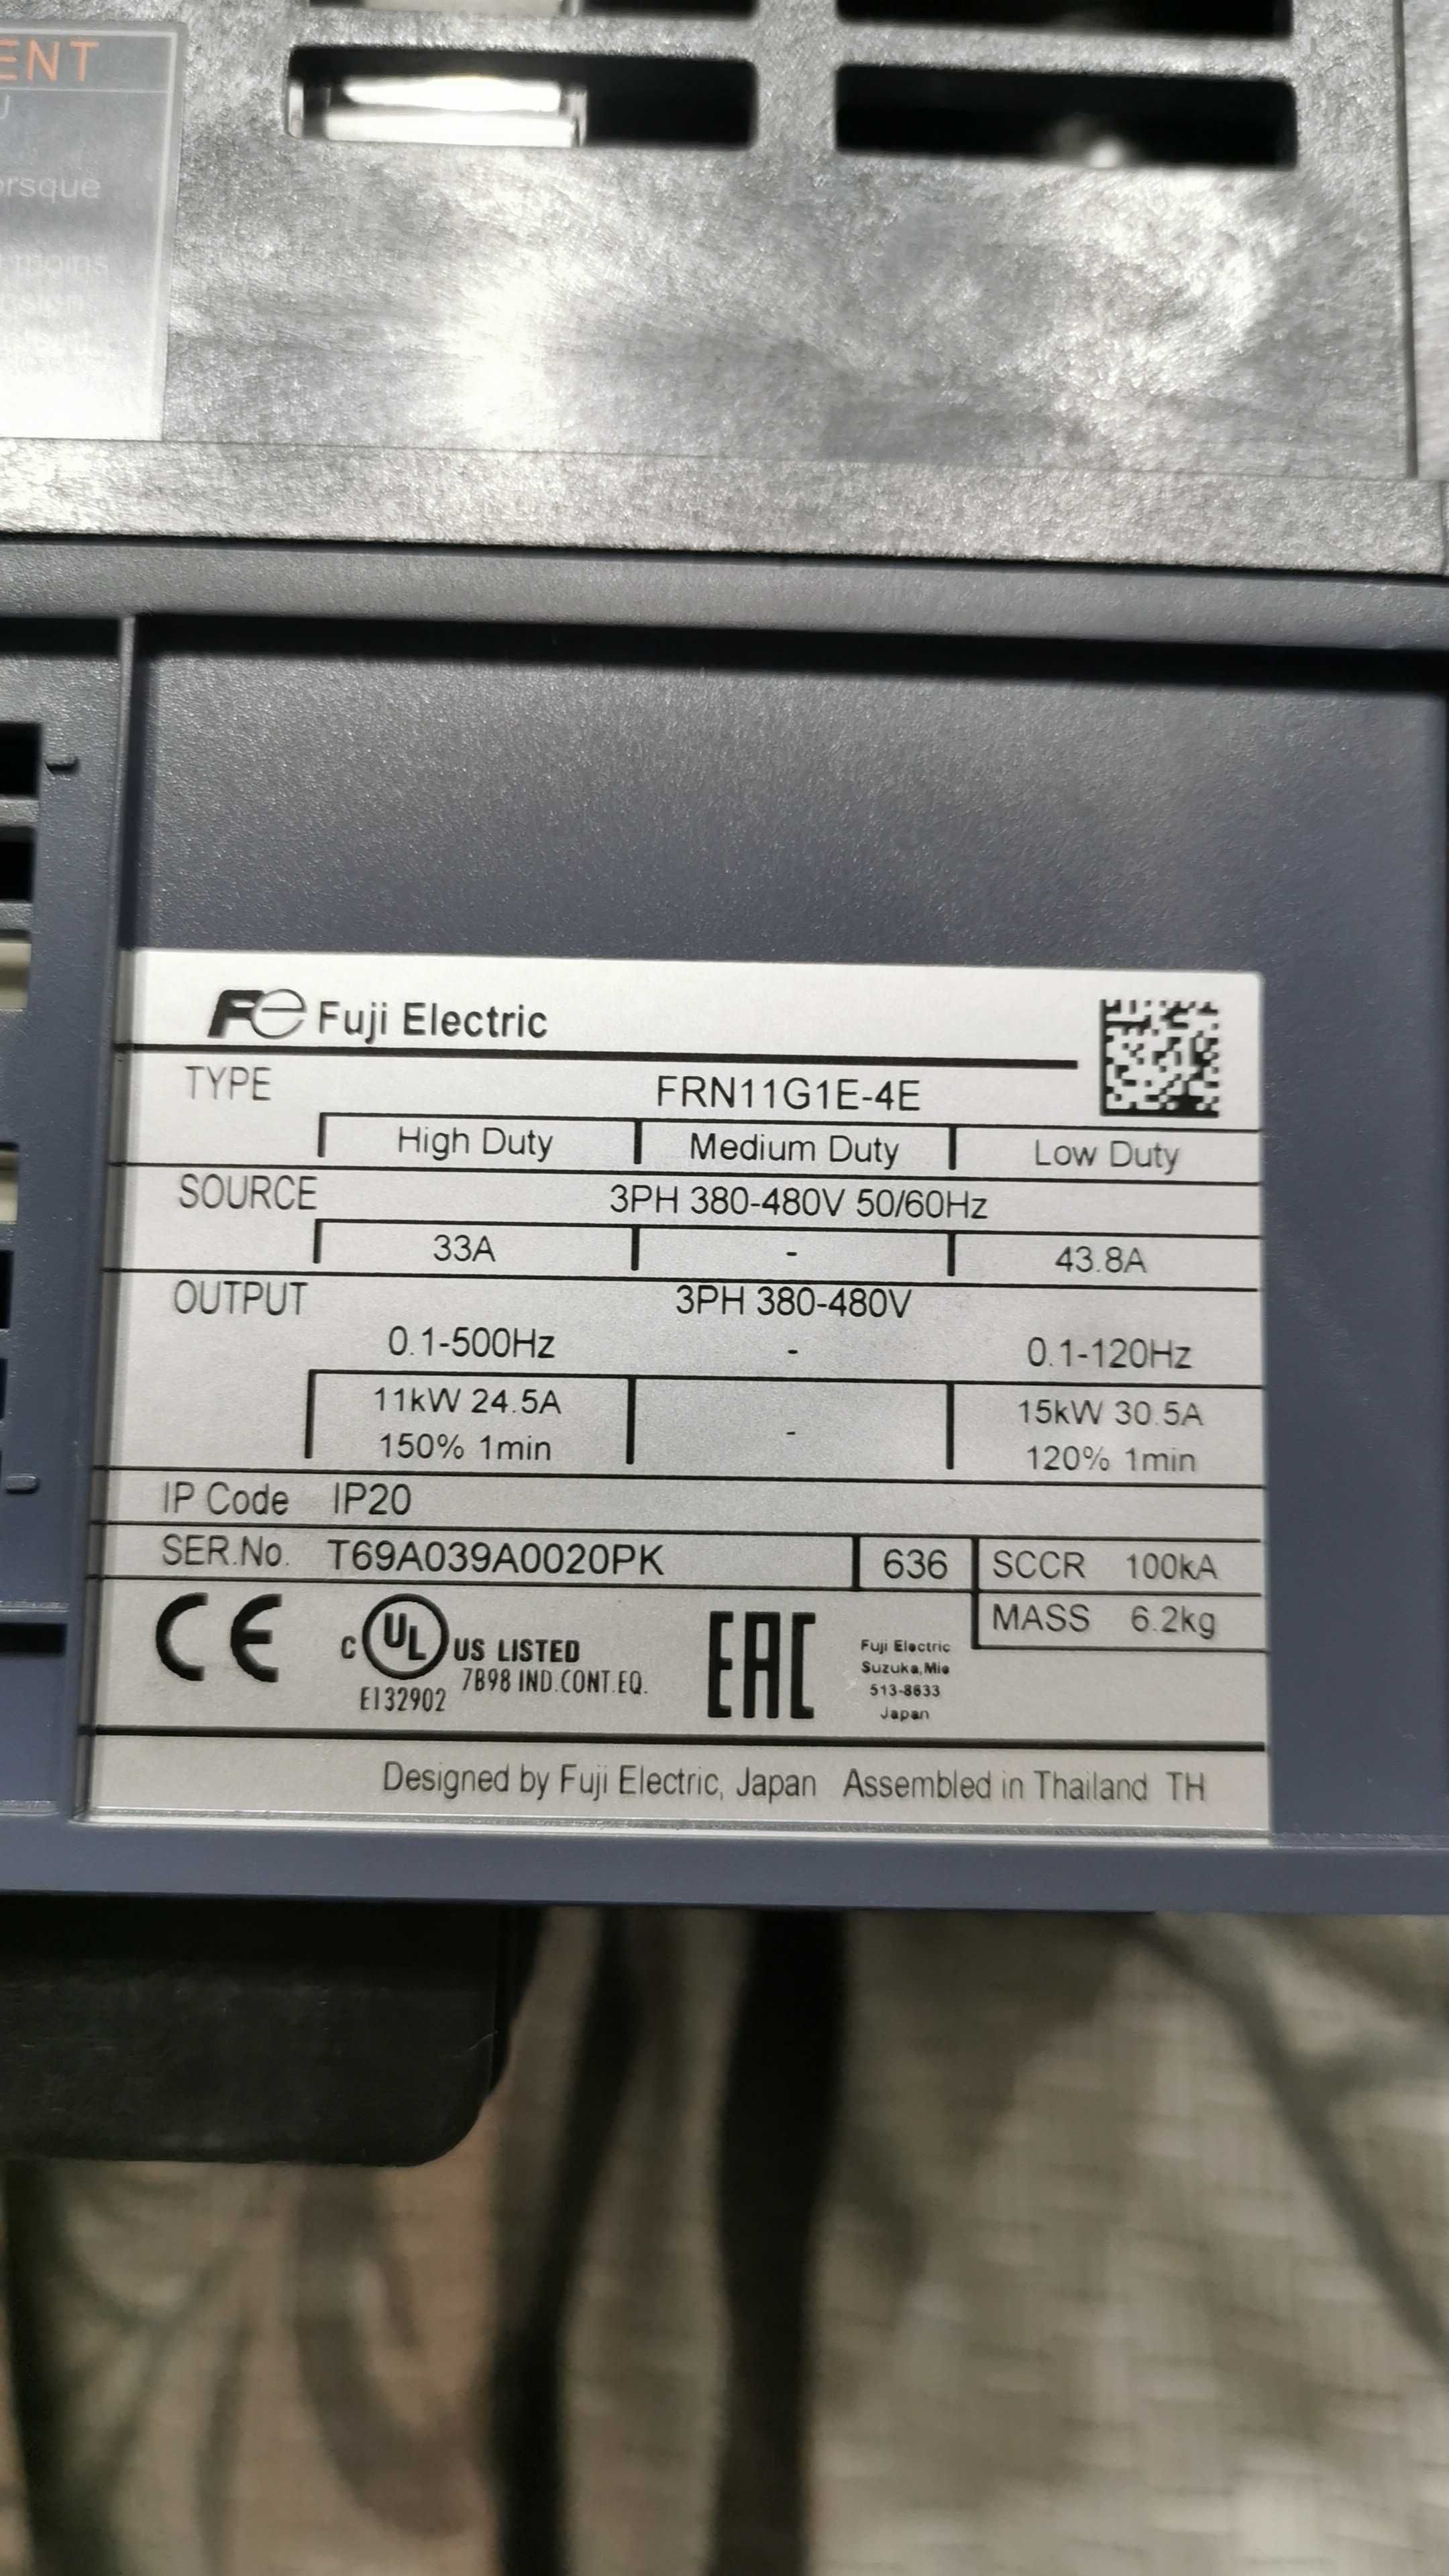 ENT
orsque
moins
Fe Fuji Electric
TYPE FRN11G1E-4E
High Duty Medium Duty Low Duty
SOURCE 3PH 380-480V 50/60Hz
33A - 43.8A
OUTPUT 3PH 380-480V
0.1-500Hz - 0.1-120Hz
11kW 24.5A - 15kW 30.5A
150% 1min 120% 1min
IP Code IP20
SER.No. T69A039A0020PK 636 SCCR 100kA
MASS 6.2kg
CE c UL US LISTED
7B98 IND.CONT.EQ.
E132902
EAC
Fuji Electric
Suzuka,Mie
513-8633
Japan
Designed by Fuji Electric, Japan Assembled in Thailand TH